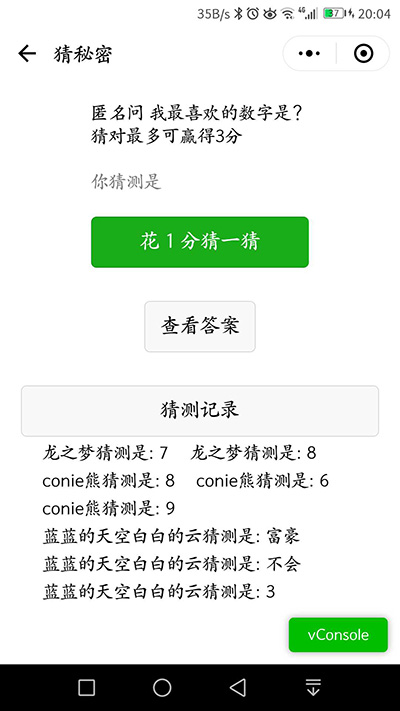 35B/s 4G 37 20:04
猜秘密
匿名问 我最喜欢的数字是?
猜对最多可赢得3分
你猜测是
花 1 分猜一猜
查看答案
猜测记录
龙之梦猜测是: 7 龙之梦猜测是: 8
conie熊猜测是: 8 conie熊猜测是: 6
conie熊猜测是: 9
蓝蓝的天空白白的云猜测是: 富豪
蓝蓝的天空白白的云猜测是: 不会
蓝蓝的天空白白的云猜测是: 3
vConsole